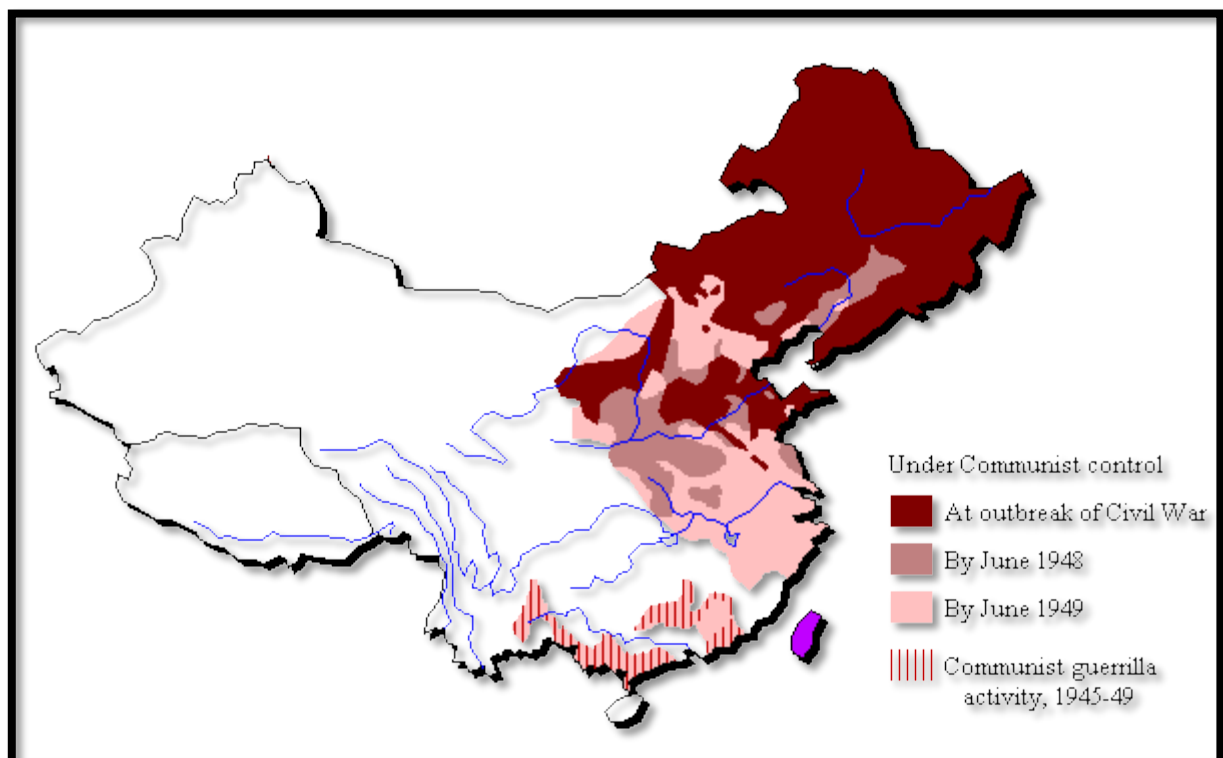 Under Communist control
At outbreak of Civil War
By June 1948
By June 1949
Communist guerrilla
activity, 1945-49